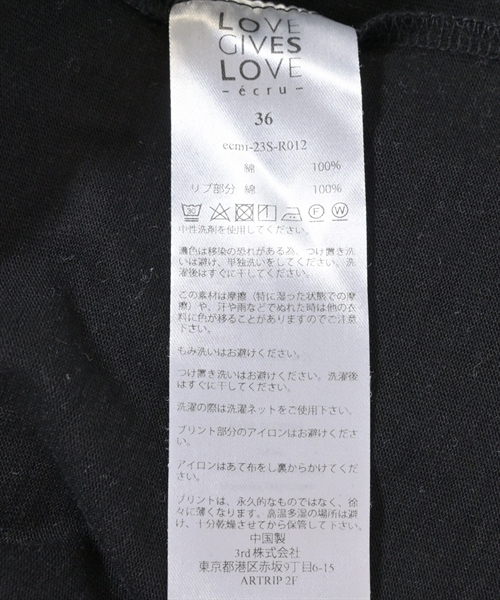 LOVE
GIVES
LOVE
- écru -
36
ecmi-23S-R012
綿 100%
リブ部分 綿 100%
中性洗剤を使用してください。
濃色は移染の恐れがある為、つけ置き洗
いは避け、単独洗いをしてください、洗
濯後はすぐに干してください。
この素材は摩擦（特に湿った状態での摩
擦）や、汗や雨などでぬれた時は他の衣
料に色が移ることがありますのでご注意
下さい。
もみ洗いはお避けください。
つけ置き洗いはお避けください。洗濯後
はすぐに干してください。
洗濯の際は洗濯ネットをご使用下さい。
プリント部分のアイロンはお避けくださ
い。
アイロンはあて布をし裏からかけてくださ
い。
プリントは、永久的なものではなく、徐
々に薄くなります。高温多湿の場所は避
け、十分乾燥させてから保管して下さい。
中国製
3rd株式会社
東京都港区赤坂9丁目6-15
ARTRIP 2F